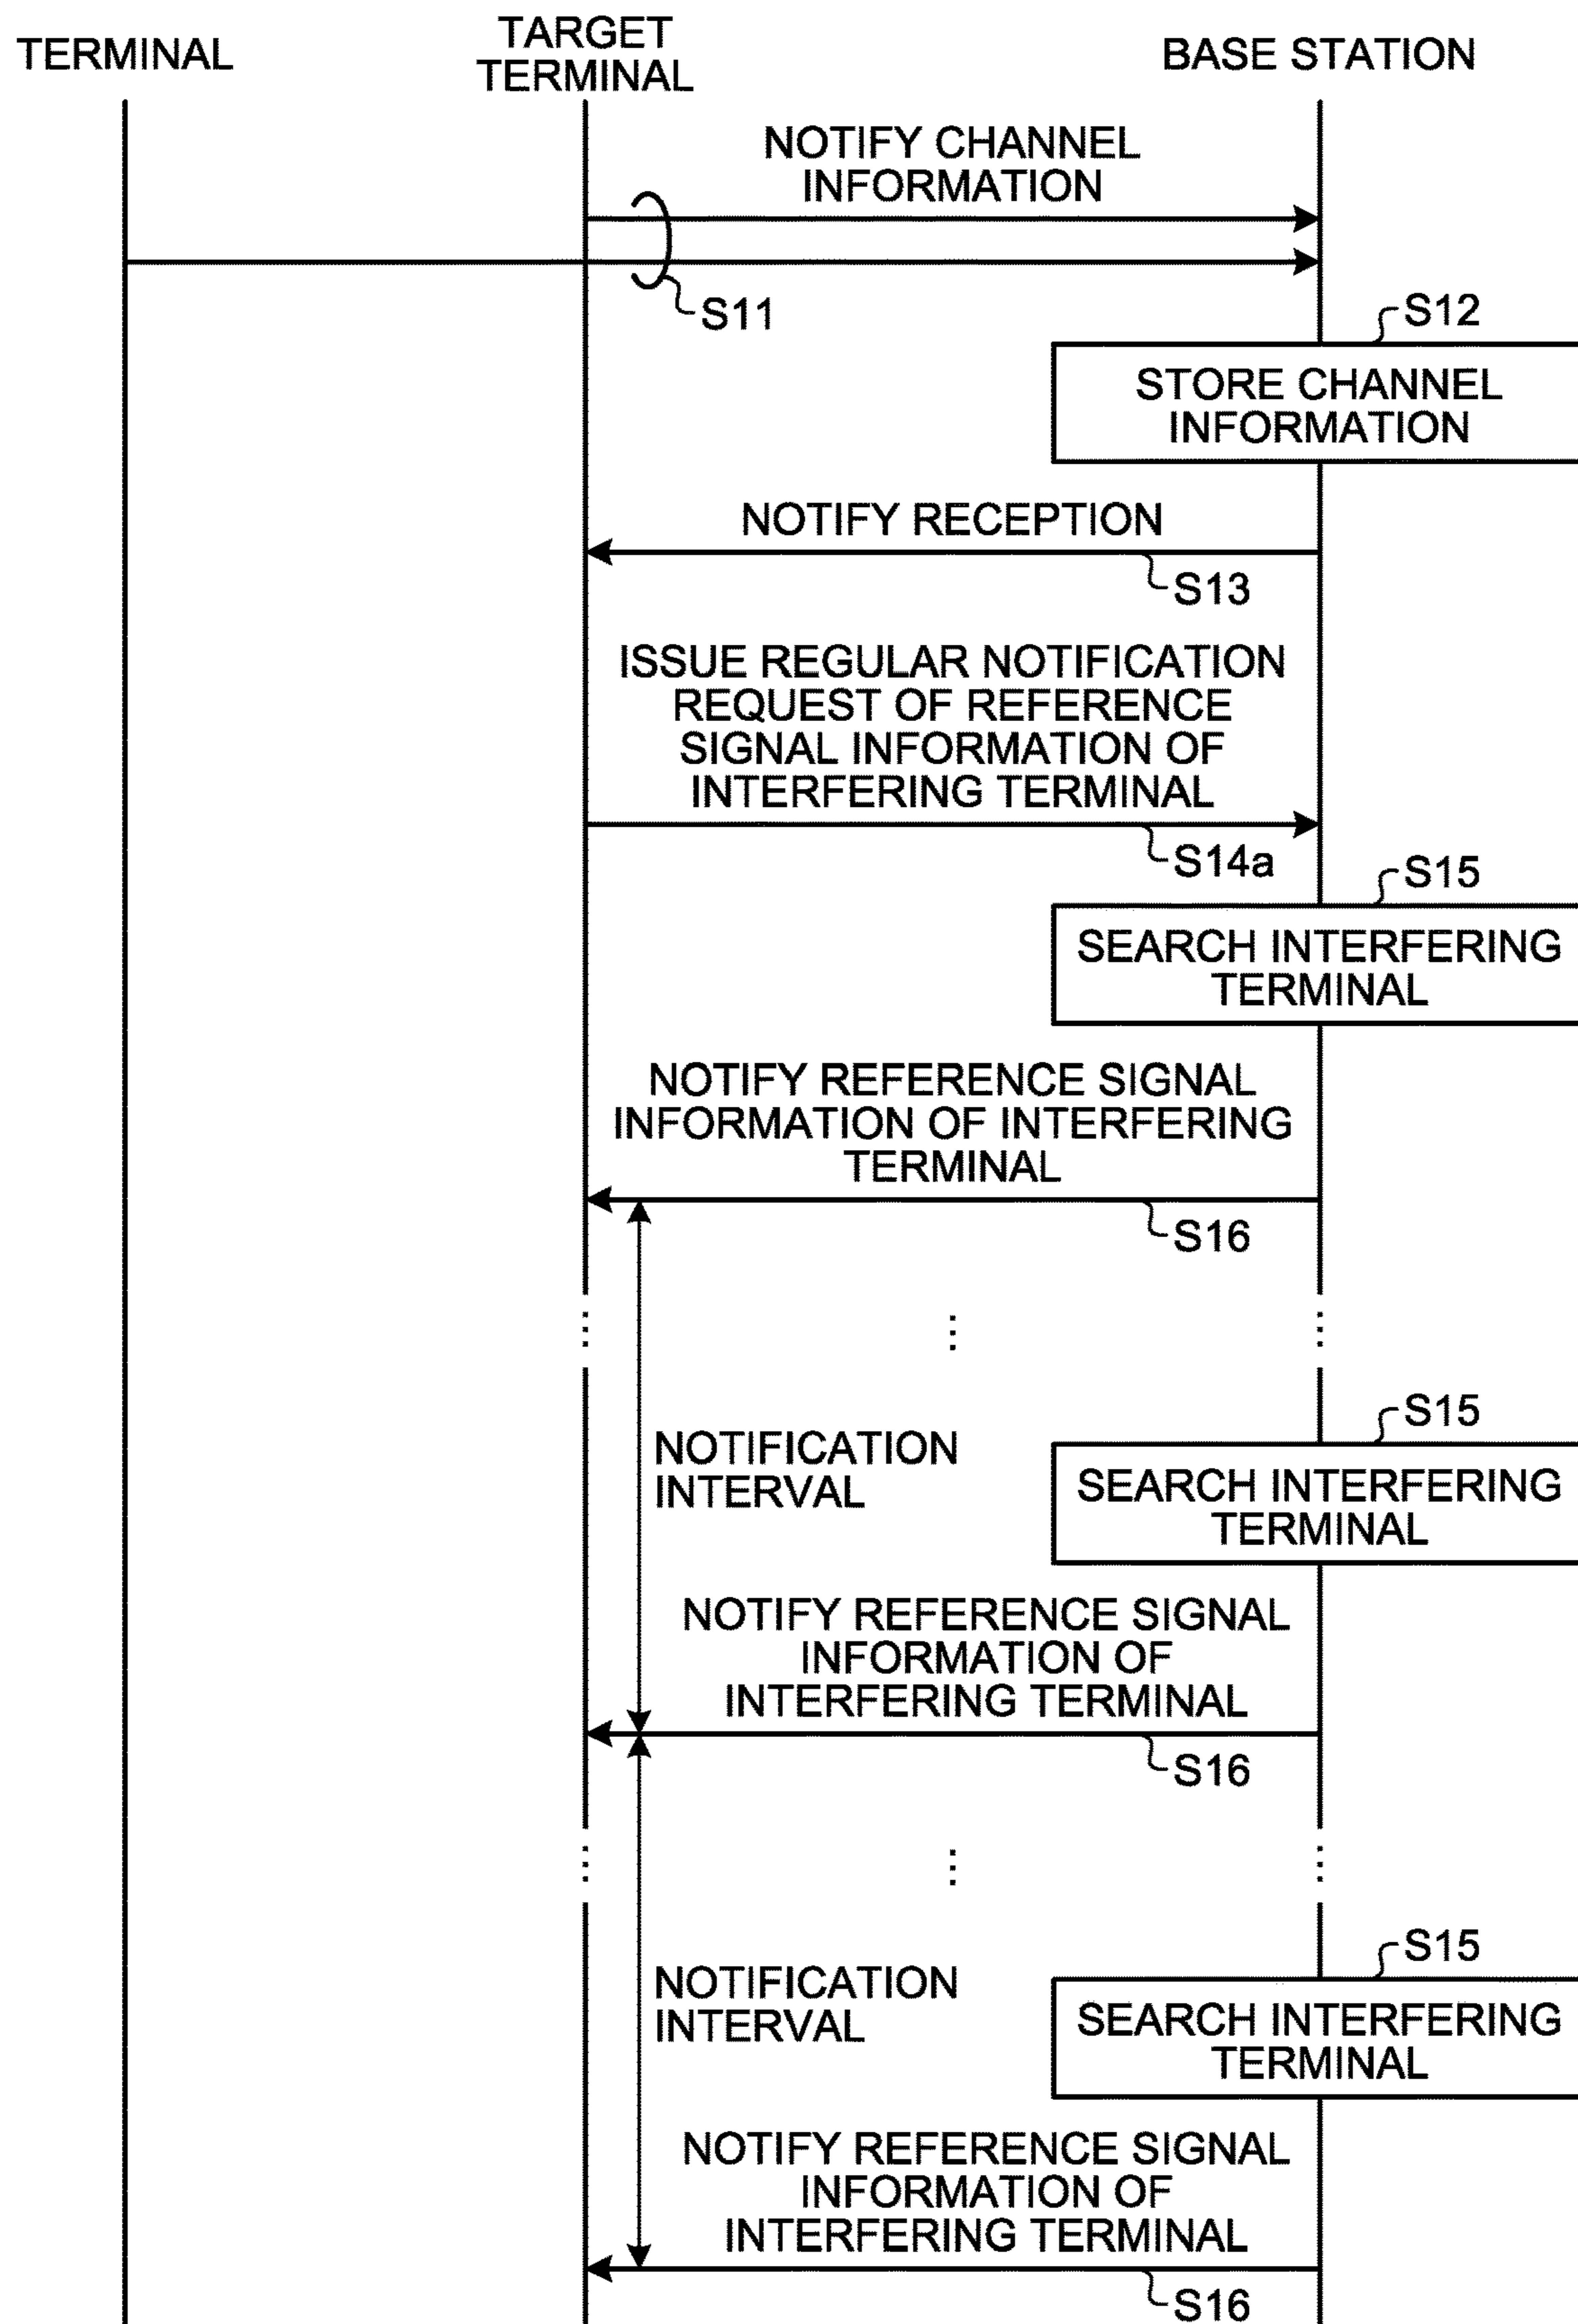 TERMINAL
TARGET
TERMINAL
BASE STATION
NOTIFY CHANNEL
INFORMATION
S11
S12
STORE CHANNEL
INFORMATION
NOTIFY RECEPTION
S13
ISSUE REGULAR NOTIFICATION
REQUEST OF REFERENCE
SIGNAL INFORMATION OF
INTERFERING TERMINAL
S14a
S15
SEARCH INTERFERING
TERMINAL
NOTIFY REFERENCE SIGNAL
INFORMATION OF INTERFERING
TERMINAL
S16
S15
NOTIFICATION
INTERVAL
SEARCH INTERFERING
TERMINAL
NOTIFY REFERENCE SIGNAL
INFORMATION OF
INTERFERING TERMINAL
S16
S15
NOTIFICATION
INTERVAL
SEARCH INTERFERING
TERMINAL
NOTIFY REFERENCE SIGNAL
INFORMATION OF
INTERFERING TERMINAL
S16